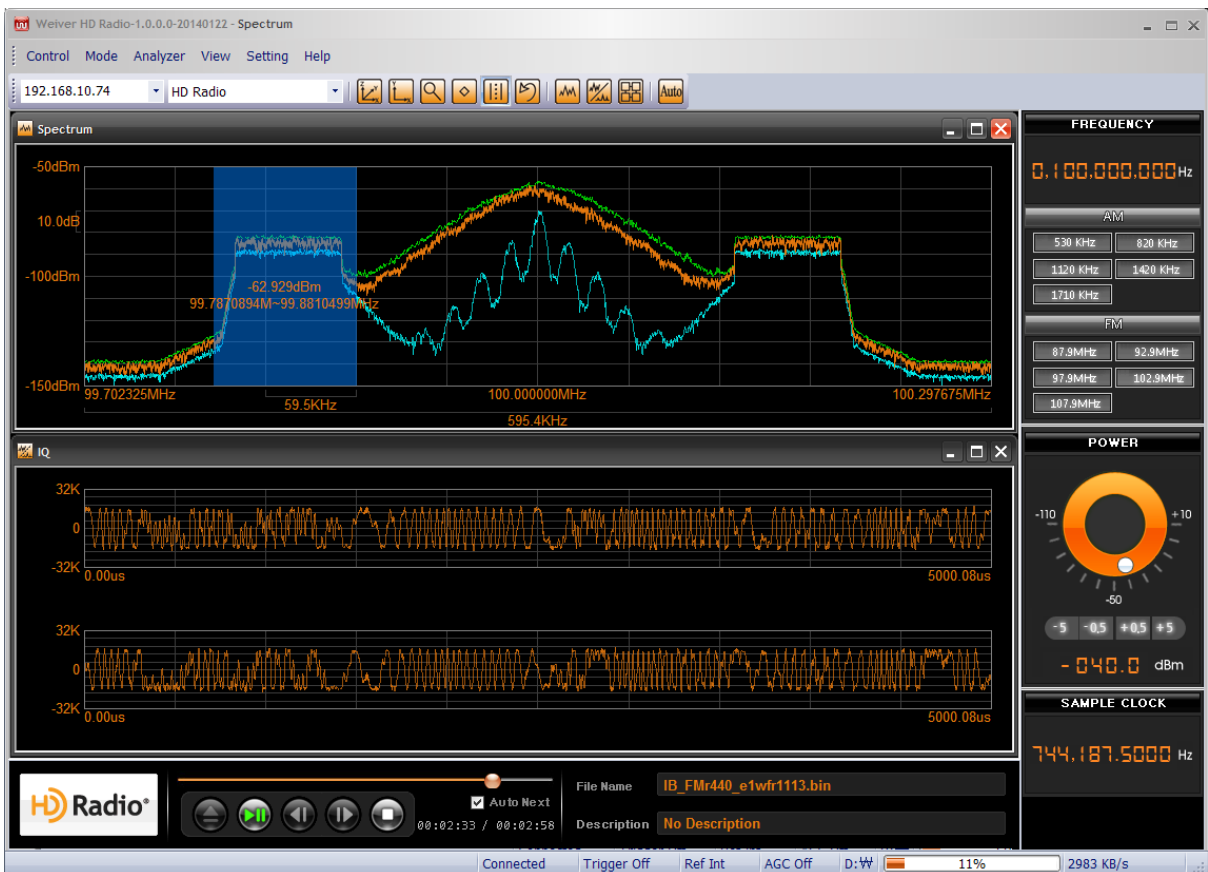 Weiver HD Radio-1.0.0.0-20140122 - Spectrum
Control Mode Analyzer View Setting Help
192.168.10.74 HD Radio Auto
Spectrum
-50dBm
10.0dB
-100dBm
-62.929dBm
99.7870894M~99.8810499MHz
-150dBm
99.702325MHz 100.000000MHz 100.297675MHz
59.5KHz
595.4KHz
IQ
32K
0
-32K
0.00us 5000.08us
32K
0
-32K
0.00us 5000.08us
FREQUENCY
0,100,000,000 Hz
AM
530 KHz 820 KHz
1120 KHz 1420 KHz
1710 KHz
FM
87.9MHz 92.9MHz
97.9MHz 102.9MHz
107.9MHz
POWER
-110 +10
-50
-5 -0,5 +0,5 +5
-040.0 dBm
SAMPLE CLOCK
744,187.5000 Hz
HD Radio®
Auto Next
00:02:33 / 00:02:58
File Name IB_FMr440_e1wfr1113.bin
Description No Description
Connected Trigger Off Ref Int AGC Off D:₩ 11% 2983 KB/s